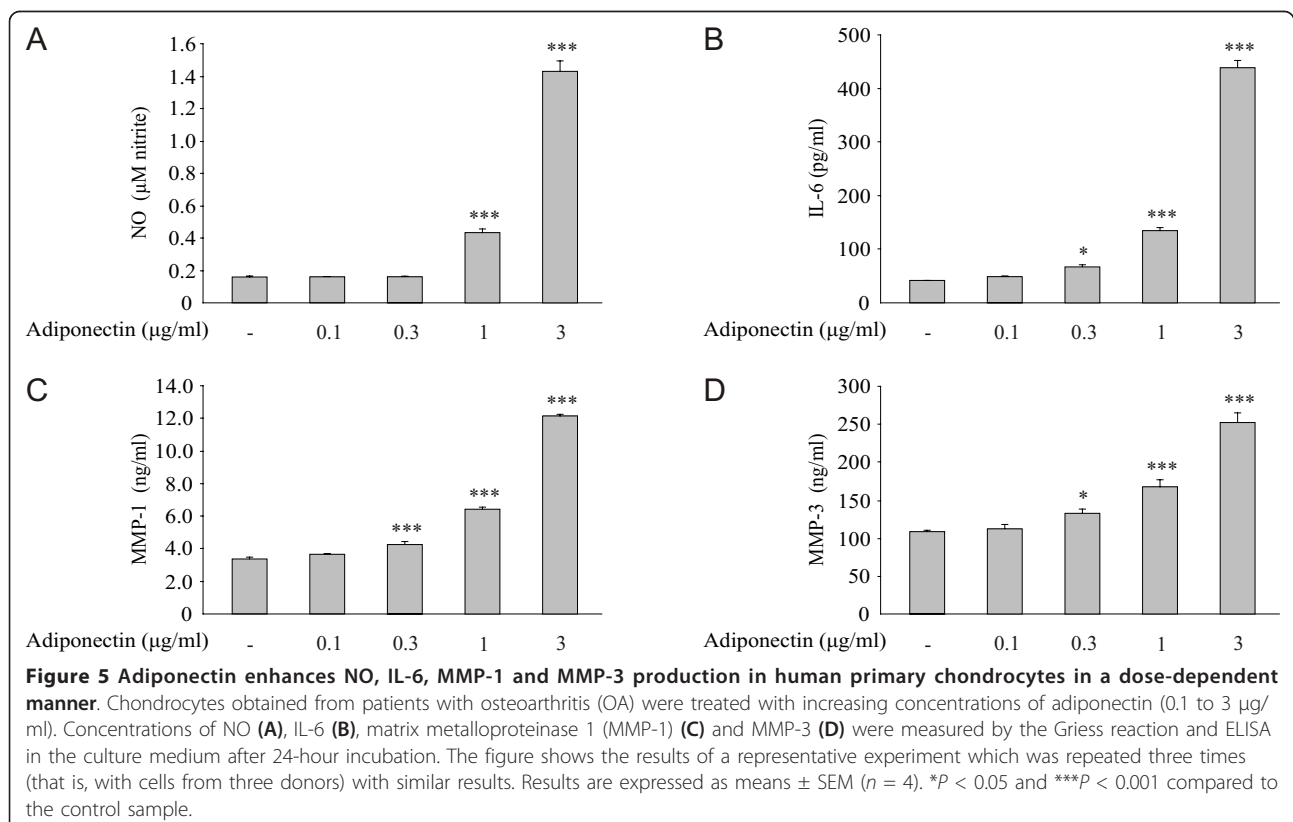 A
NO (µM nitrite)
1.6
1.4
1.2
1.0
0.8
0.6
0.4
0.2
0
***
***
Adiponectin (µg/ml) - 0.1 0.3 1 3
B
IL-6 (pg/ml)
500
400
300
200
100
0
*
***
***
Adiponectin (µg/ml) - 0.1 0.3 1 3
C
MMP-1 (ng/ml)
14.0
12.0
10.0
8.0
6.0
4.0
2.0
0
***
***
***
Adiponectin (µg/ml) - 0.1 0.3 1 3
D
MMP-3 (ng/ml)
300
250
200
150
100
50
0
*
***
***
Adiponectin (µg/ml) - 0.1 0.3 1 3
Figure 5 Adiponectin enhances NO, IL-6, MMP-1 and MMP-3 production in human primary chondrocytes in a dose-dependent
manner. Chondrocytes obtained from patients with osteoarthritis (OA) were treated with increasing concentrations of adiponectin (0.1 to 3 µg/
ml). Concentrations of NO (A), IL-6 (B), matrix metalloproteinase 1 (MMP-1) (C) and MMP-3 (D) were measured by the Griess reaction and ELISA
in the culture medium after 24-hour incubation. The figure shows the results of a representative experiment which was repeated three times
(that is, with cells from three donors) with similar results. Results are expressed as means ± SEM (n = 4). *P < 0.05 and ***P < 0.001 compared to
the control sample.